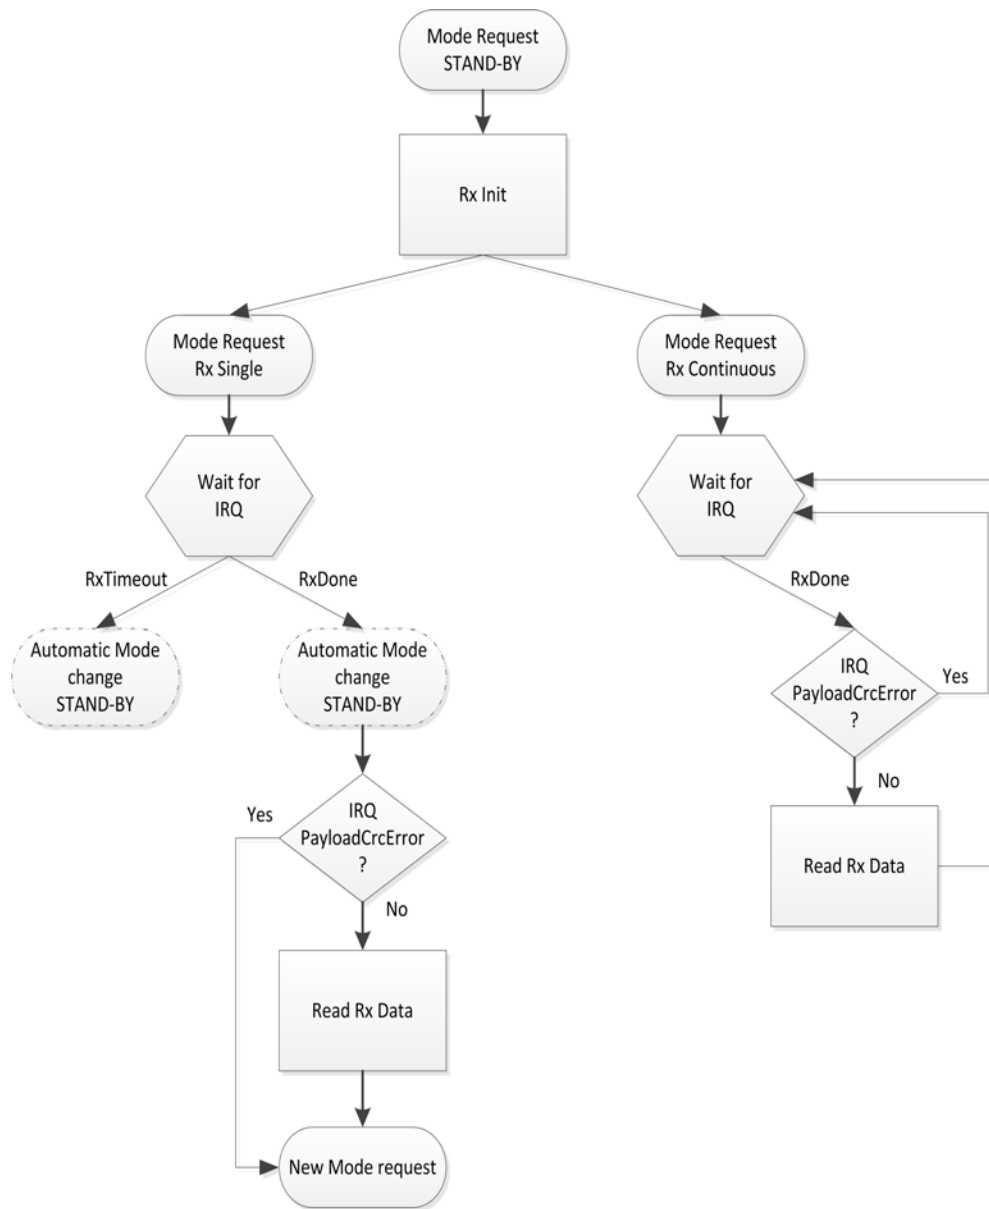 Mode Request
STAND-BY
Rx Init
Mode Request
Rx Single
Mode Request
Rx Continuous
Wait for
IRQ
Wait for
IRQ
RxTimeout
RxDone
RxDone
Automatic Mode
change
STAND-BY
Automatic Mode
change
STAND-BY
IRQ
PayloadCrcError
?
Yes
No
Read Rx Data
Yes
IRQ
PayloadCrcError
?
No
Read Rx Data
New Mode request